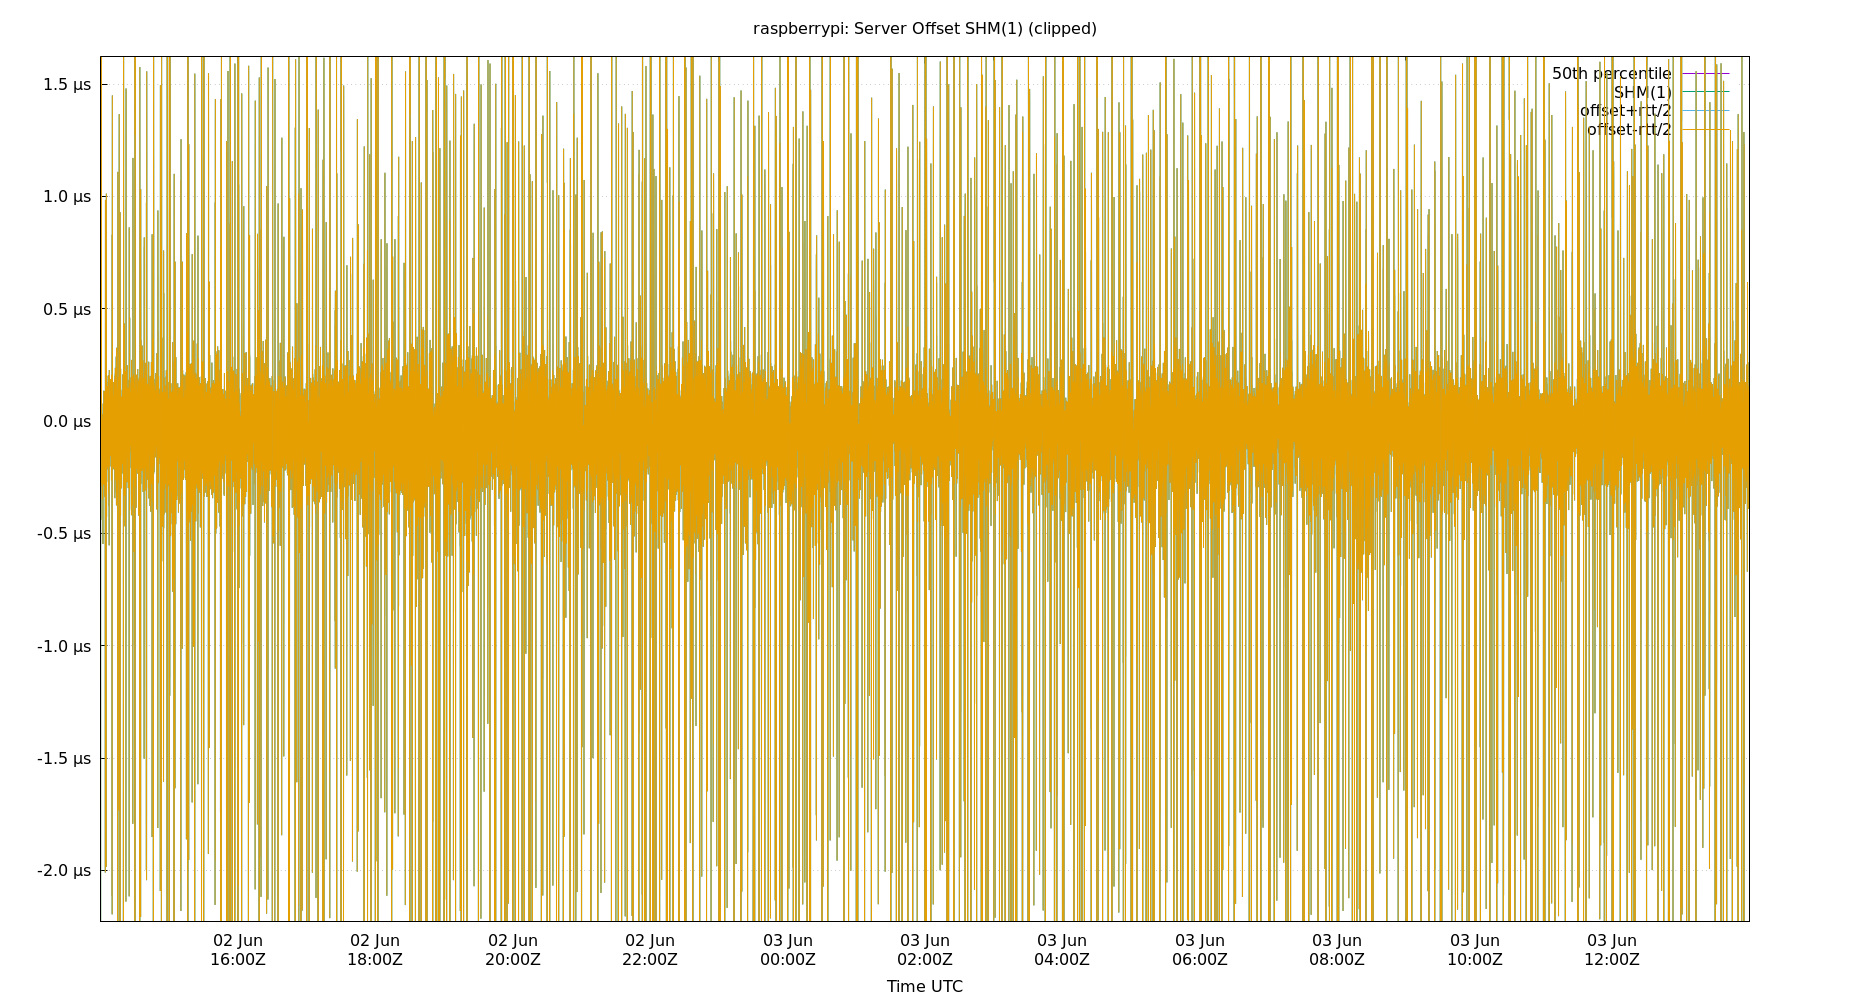 raspberrypi: Server Offset SHM(1) (clipped)
1.5 µs
1.0 µs
0.5 µs
0.0 µs
-0.5 µs
-1.0 µs
-1.5 µs
-2.0 µs
50th percentile
SHM(1)
offset+rtt/2
offset-rtt/2
02 Jun 02 Jun 02 Jun 02 Jun 03 Jun 03 Jun 03 Jun 03 Jun 03 Jun 03 Jun 03 Jun
16:00Z 18:00Z 20:00Z 22:00Z 00:00Z 02:00Z 04:00Z 06:00Z 08:00Z 10:00Z 12:00Z
Time UTC